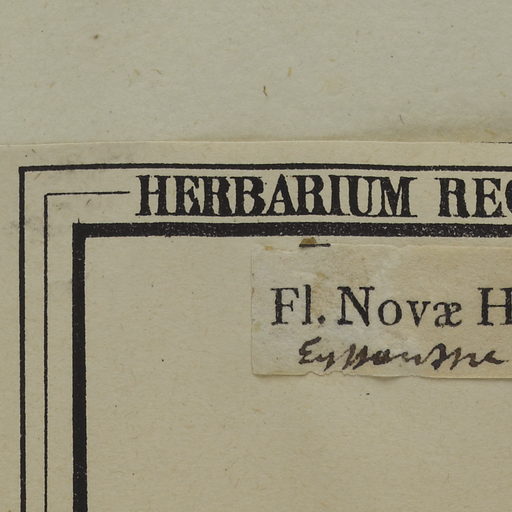 HERBARIUM REG
Fl. Novæ H